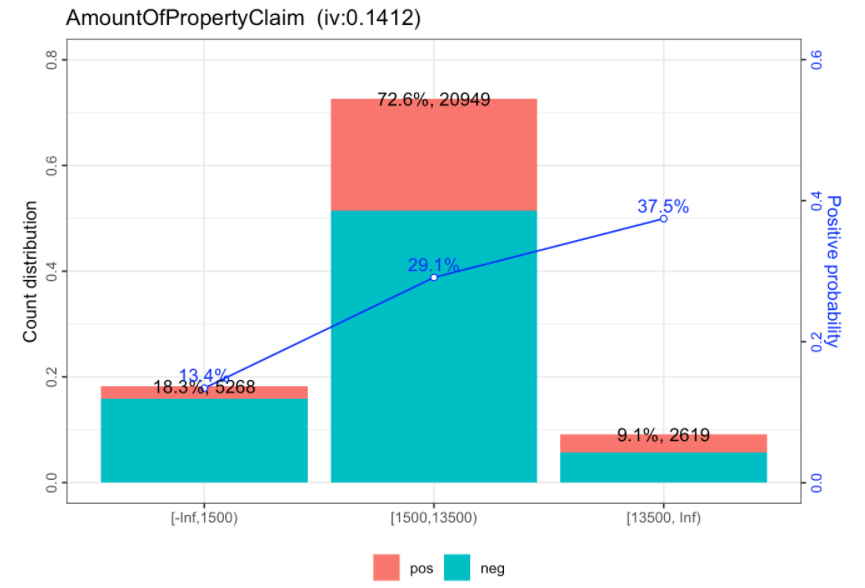 AmountOfPropertyClaim (iv:0.1412)
Count distribution
0.8
0.6
0.4
0.2
0.0
72.6%, 20949
37.5%
29.1%
13.4%
18.3%, 5268
9.1%, 2619
0.6
0.4
0.2
0.0
Positive probability
[-Inf,1500)
[1500,13500)
[13500, Inf)
pos
neg